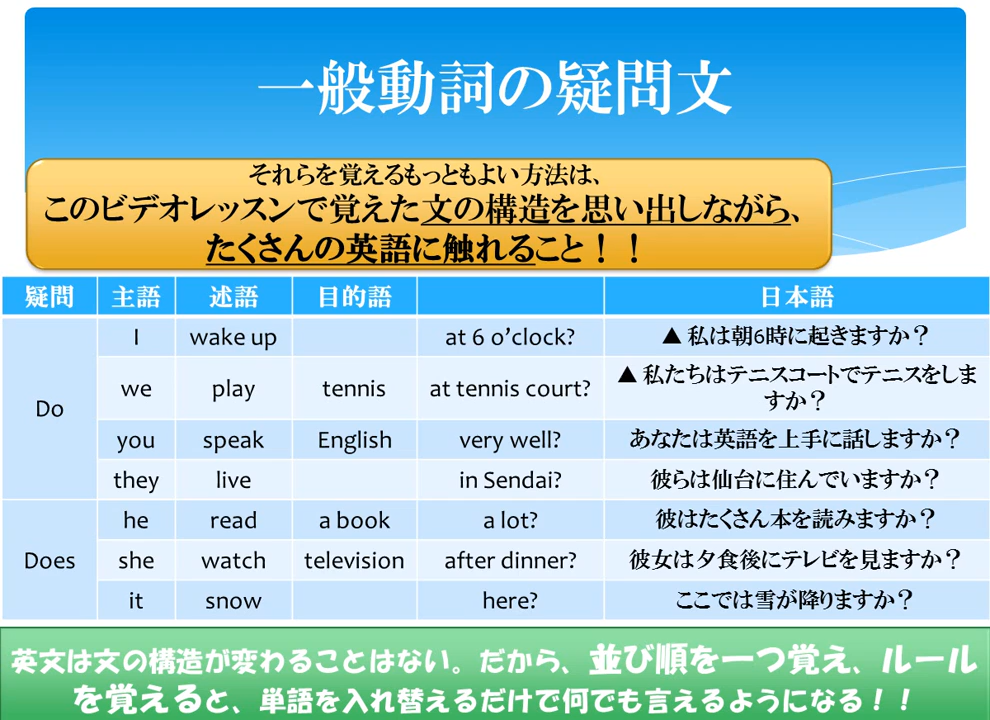 一般動詞の疑問文
それらを覚えるもっともよい方法は、
このビデオレッスンで覚えた文の構造を思い出しながら、
たくさんの英語に触れること！！
疑問 主語 述語 目的語 日本語
Do
I wake up at 6 o’clock? ▲ 私は朝6時に起きますか？
we play tennis at tennis court? ▲ 私たちはテニスコートでテニスをしま
すか？
you speak English very well? あなたは英語を上手に話しますか？
they live in Sendai? 彼らは仙台に住んでいますか？
Does
he read a book a lot? 彼はたくさん本を読みますか？
she watch television after dinner? 彼女は夕食後にテレビを見ますか？
it snow here? ここでは雪が降りますか？
英文は文の構造が変わることはない。だから、並び順を一つ覚え、ルール
を覚えると、単語を入れ替えるだけで何でも言えるようになる！！